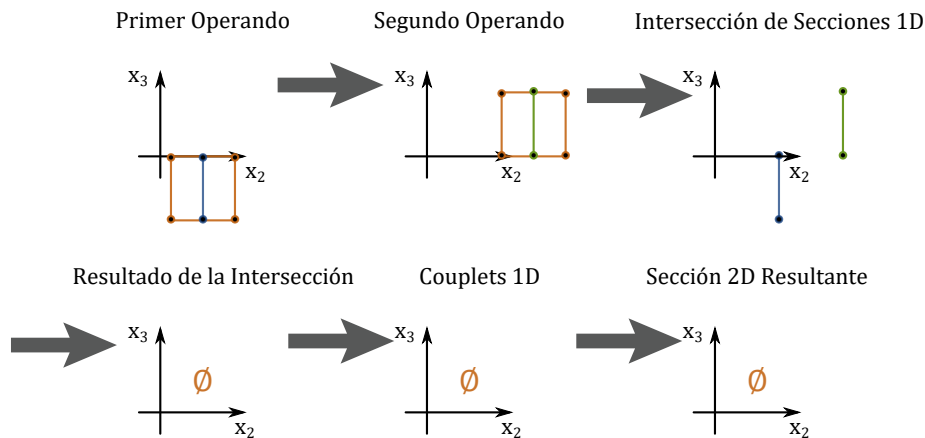 Primer Operando
Segundo Operando
Intersección de Secciones 1D
x₃
x₂
x₃
x₂
x₃
x₂
Resultado de la Intersección
Couplets 1D
Sección 2D Resultante
x₃
∅
x₂
x₃
∅
x₂
x₃
∅
x₂